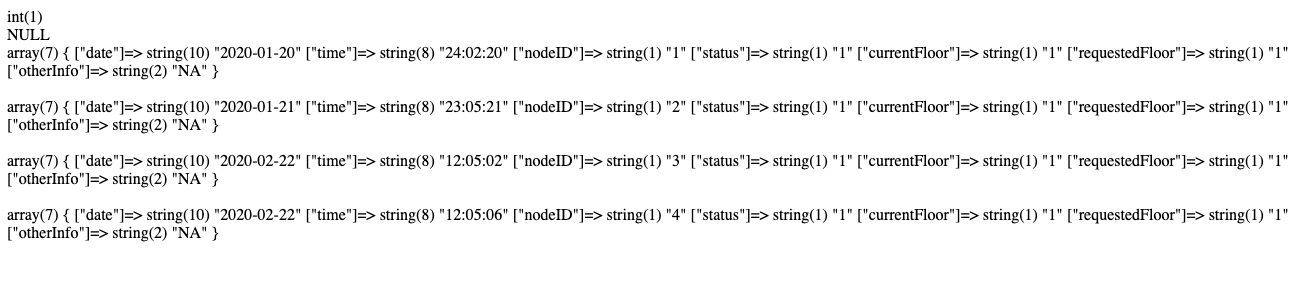 int(1)
NULL
array(7) { ["date"]=> string(10) "2020-01-20" ["time"]=> string(8) "24:02:20" ["nodeID"]=> string(1) "1" ["status"]=> string(1) "1" ["currentFloor"]=> string(1) "1" ["requestedFloor"]=> string(1) "1"
["otherInfo"]=> string(2) "NA" }
array(7) { ["date"]=> string(10) "2020-01-21" ["time"]=> string(8) "23:05:21" ["nodeID"]=> string(1) "2" ["status"]=> string(1) "1" ["currentFloor"]=> string(1) "1" ["requestedFloor"]=> string(1) "1"
["otherInfo"]=> string(2) "NA" }
array(7) { ["date"]=> string(10) "2020-02-22" ["time"]=> string(8) "12:05:02" ["nodeID"]=> string(1) "3" ["status"]=> string(1) "1" ["currentFloor"]=> string(1) "1" ["requestedFloor"]=> string(1) "1"
["otherInfo"]=> string(2) "NA" }
array(7) { ["date"]=> string(10) "2020-02-22" ["time"]=> string(8) "12:05:06" ["nodeID"]=> string(1) "4" ["status"]=> string(1) "1" ["currentFloor"]=> string(1) "1" ["requestedFloor"]=> string(1) "1"
["otherInfo"]=> string(2) "NA" }